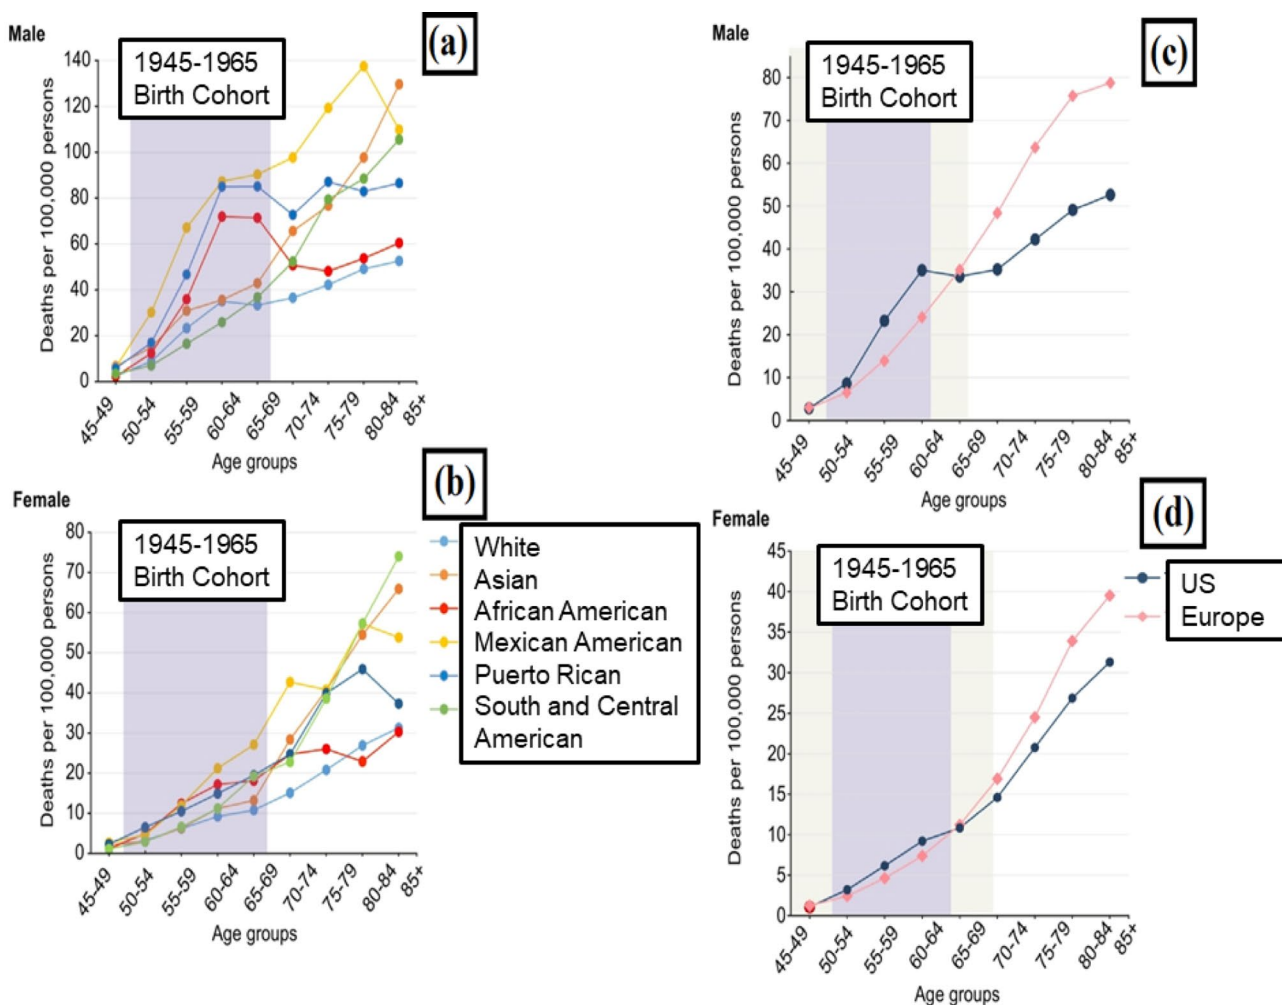 Male
(a)
1945-1965
Birth Cohort
Deaths per 100,000 persons
140
120
100
80
60
40
20
0
45-49
50-54
55-59
60-64
65-69
70-74
75-79
80-84
85+
Age groups
Female
(b)
1945-1965
Birth Cohort
Deaths per 100,000 persons
80
70
60
50
40
30
20
10
0
45-49
50-54
55-59
60-64
65-69
70-74
75-79
80-84
85+
Age groups
White
Asian
African American
Mexican American
Puerto Rican
South and Central
American
Male
(c)
1945-1965
Birth Cohort
Deaths per 100,000 persons
80
70
60
50
40
30
20
10
0
45-49
50-54
55-59
60-64
65-69
70-74
75-79
80-84
85+
Age groups
Female
(d)
1945-1965
Birth Cohort
Deaths per 100,000 persons
45
40
35
30
25
20
15
10
5
0
45-49
50-54
55-59
60-64
65-69
70-74
75-79
80-84
85+
Age groups
US
Europe